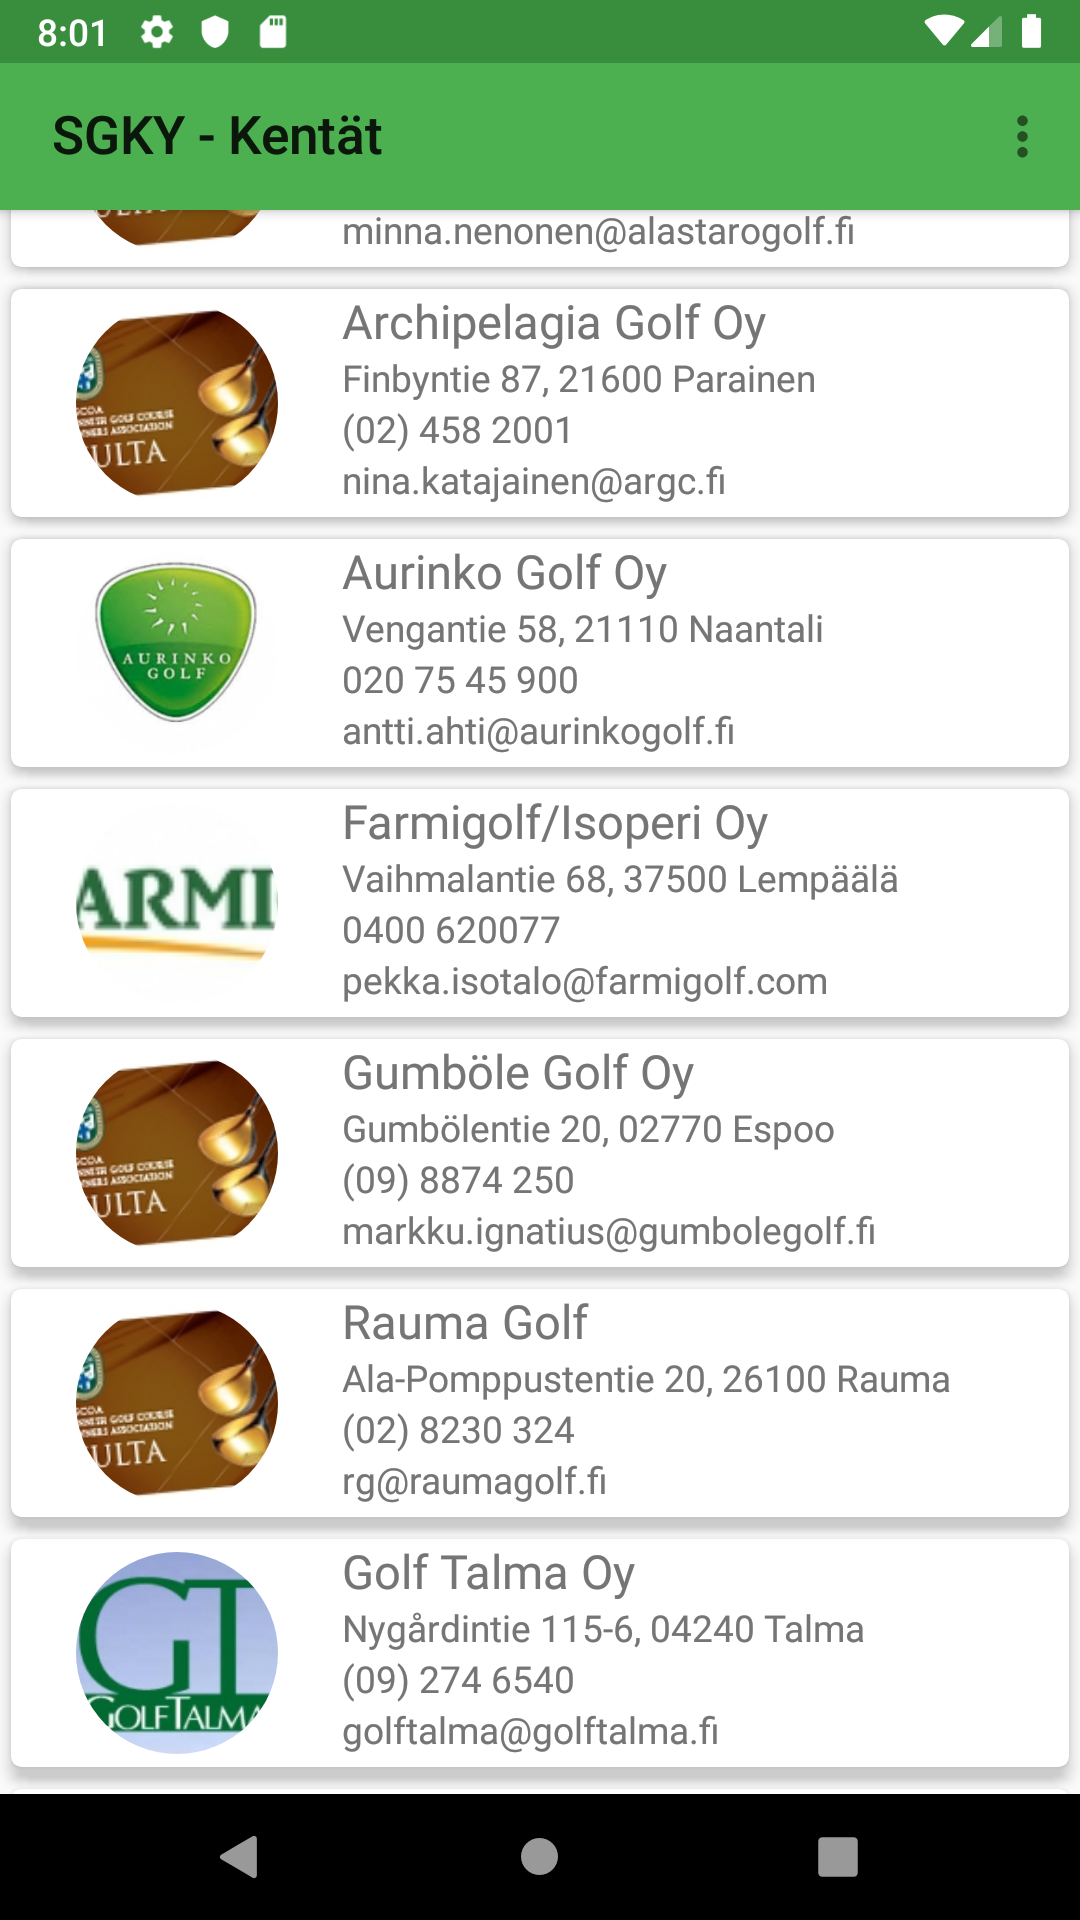 8:01
SGKY - Kentät
minna.nenonen@alastarogolf.fi
Archipelagia Golf Oy
Finbyntie 87, 21600 Parainen
(02) 458 2001
nina.katajainen@argc.fi
ULTA
Aurinko Golf Oy
Vengantie 58, 21110 Naantali
020 75 45 900
antti.ahti@aurinkogolf.fi
AURINKO
GOLF
Farmigolf/Isoperi Oy
Vaihmalantie 68, 37500 Lempäälä
0400 620077
pekka.isotalo@farmigolf.com
ARMI
Gumböle Golf Oy
Gumbölentie 20, 02770 Espoo
(09) 8874 250
markku.ignatius@gumbolegolf.fi
ULTA
Rauma Golf
Ala-Pomppustentie 20, 26100 Rauma
(02) 8230 324
rg@raumagolf.fi
ULTA
Golf Talma Oy
Nygårdintie 115-6, 04240 Talma
(09) 274 6540
golftalma@golftalma.fi
GT
GOLFTALMA